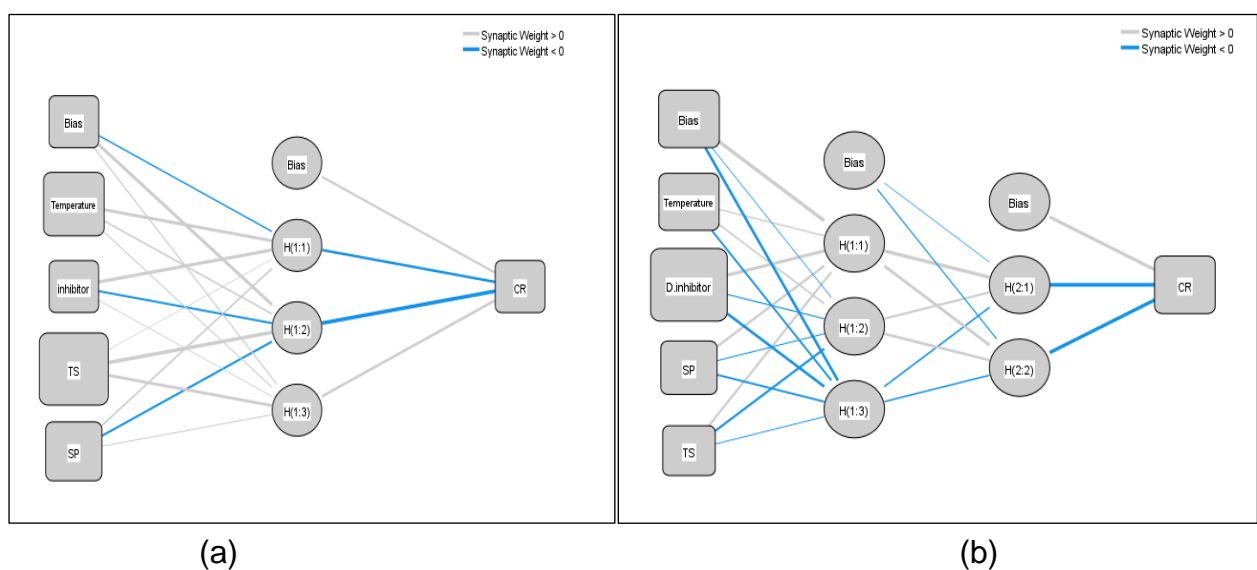 Synaptic Weight > 0
Synaptic Weight < 0
Bias
Temperature
inhibitor
TS
SP
Bias
H(1:1)
H(1:2)
H(1:3)
CR
(a)
Synaptic Weight > 0
Synaptic Weight < 0
Bias
Temperature
D.inhibitor
SP
TS
Bias
H(1:1)
H(1:2)
H(1:3)
Bias
H(2:1)
H(2:2)
CR
(b)